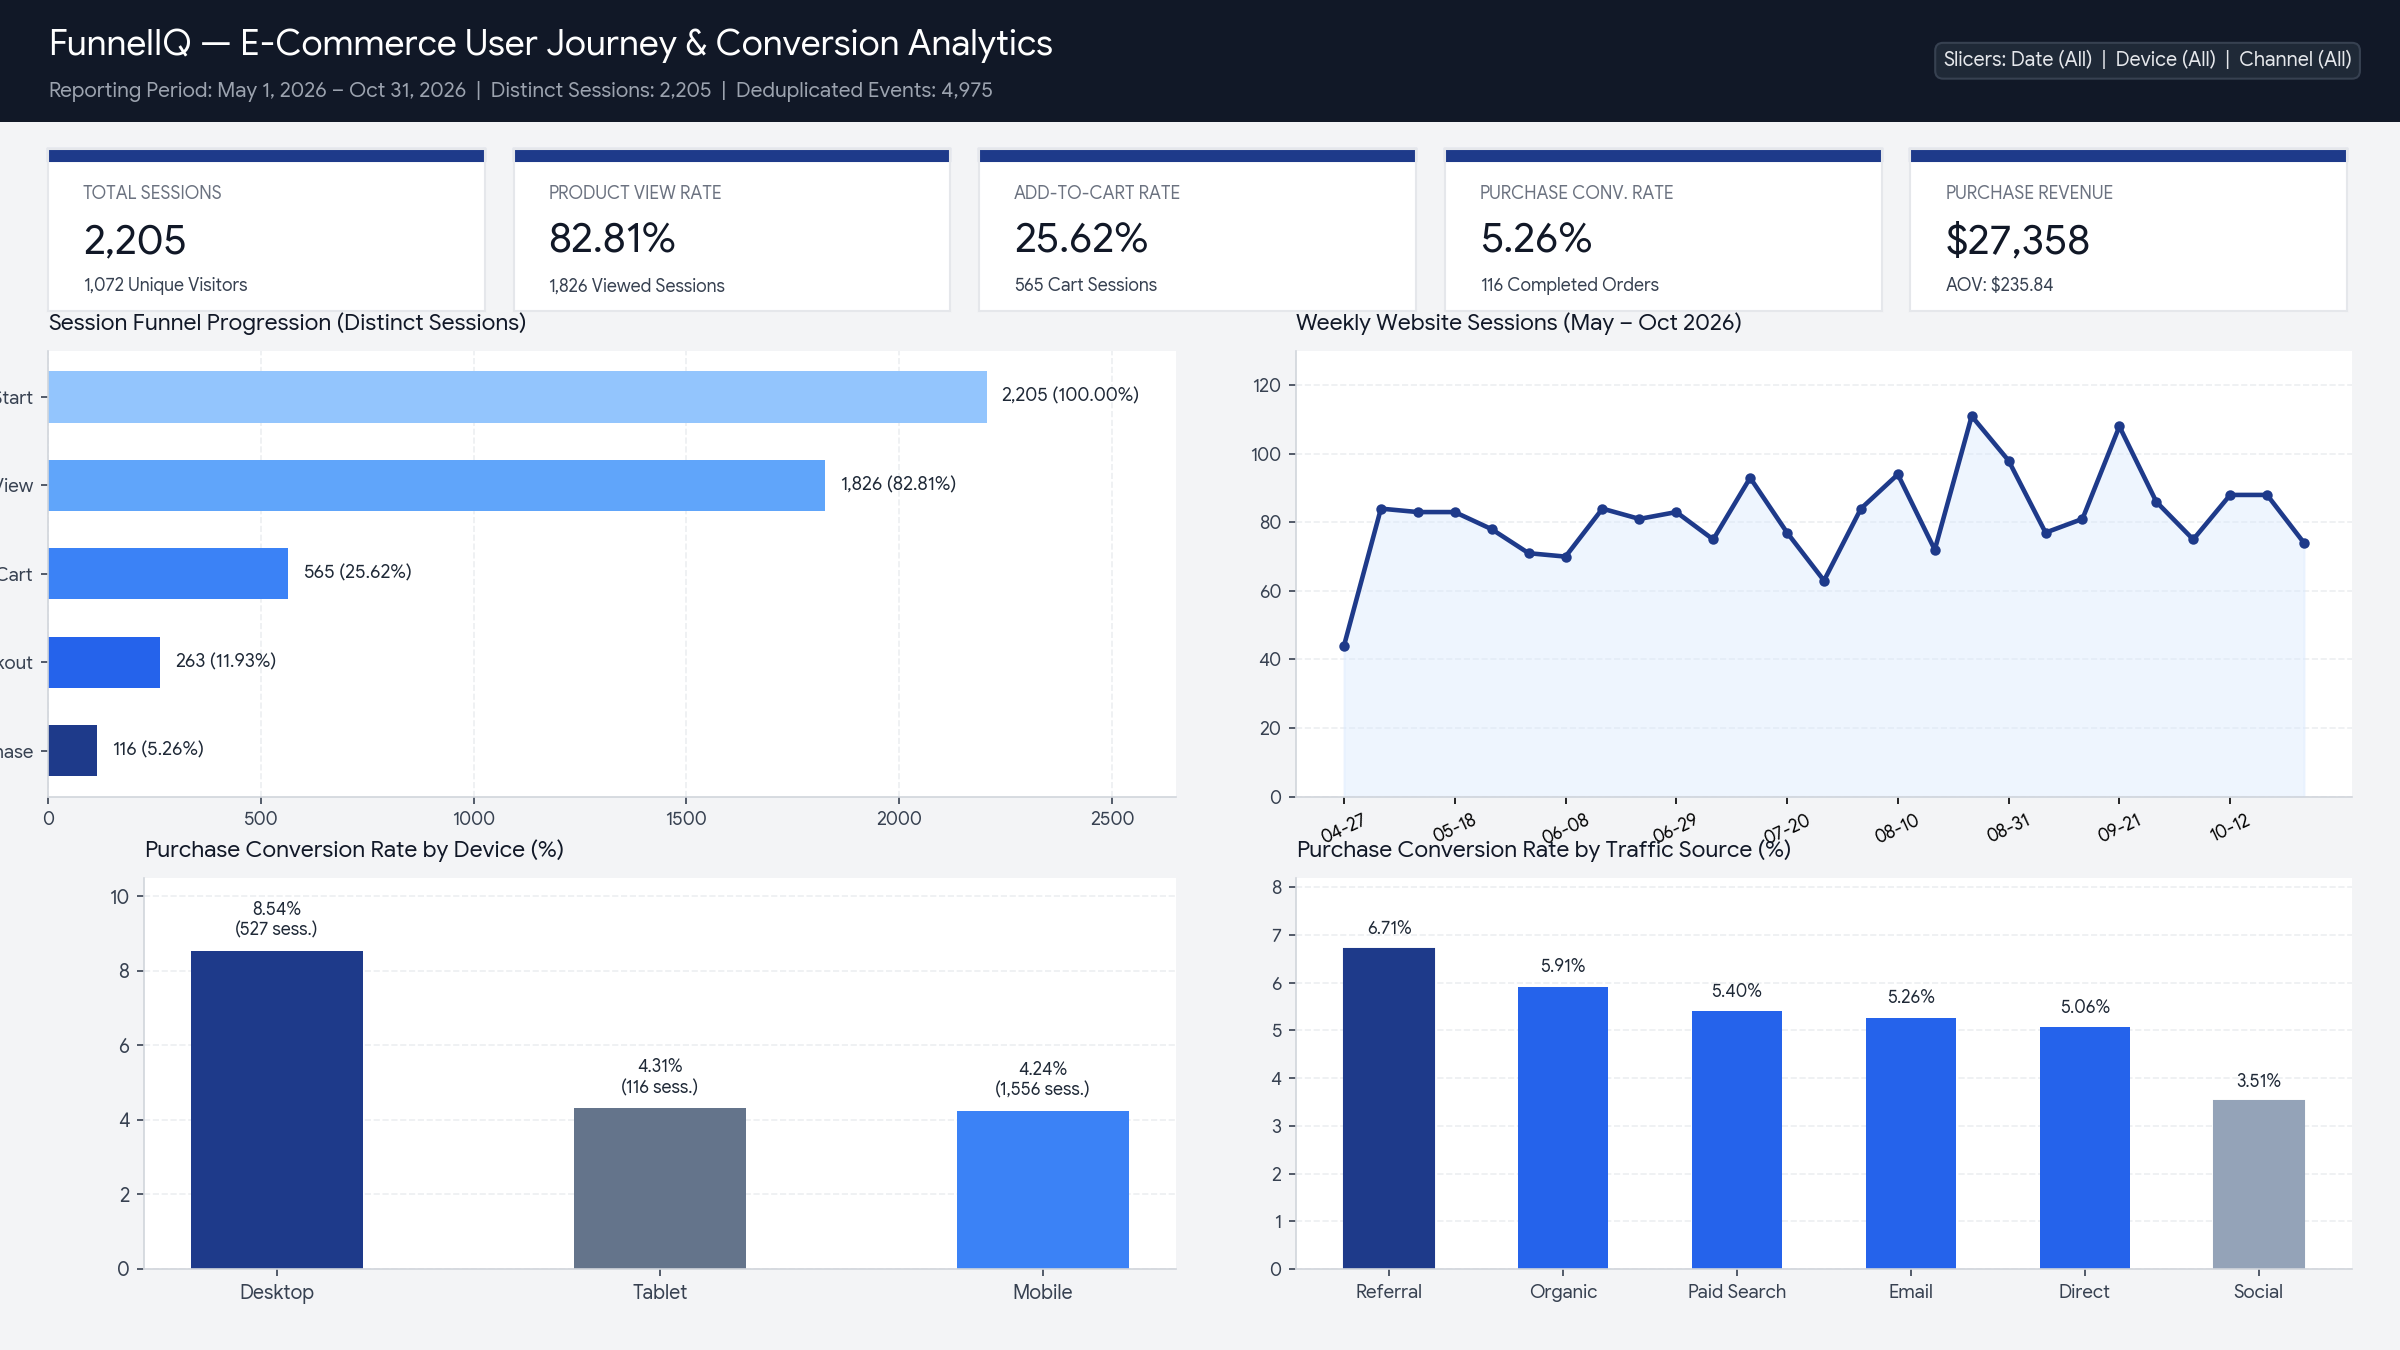 FunnelIQ — E-Commerce User Journey & Conversion Analytics
Reporting Period: May 1, 2026 – Oct 31, 2026 | Distinct Sessions: 2,205 | Deduplicated Events: 4,975
Slicers: Date (All) | Device (All) | Channel (All)
TOTAL SESSIONS
2,205
1,072 Unique Visitors
PRODUCT VIEW RATE
82.81%
1,826 Viewed Sessions
ADD-TO-CART RATE
25.62%
565 Cart Sessions
PURCHASE CONV. RATE
5.26%
116 Completed Orders
PURCHASE REVENUE
$27,358
AOV: $235.84
Session Funnel Progression (Distinct Sessions)
Start
2,205 (100.00%)
View
1,826 (82.81%)
Cart
565 (25.62%)
kout
263 (11.93%)
hase
116 (5.26%)
0 500 1000 1500 2000 2500
Weekly Website Sessions (May – Oct 2026)
120
100
80
60
40
20
0
04-27 05-18 06-08 06-29 07-20 08-10 08-31 09-21 10-12
Purchase Conversion Rate by Device (%)
10
8
6
4
2
0
8.54%
(527 sess.)
4.31%
(116 sess.)
4.24%
(1,556 sess.)
Desktop Tablet Mobile
Purchase Conversion Rate by Traffic Source (%)
8
7
6
5
4
3
2
1
0
6.71%
5.91%
5.40%
5.26%
5.06%
3.51%
Referral Organic Paid Search Email Direct Social